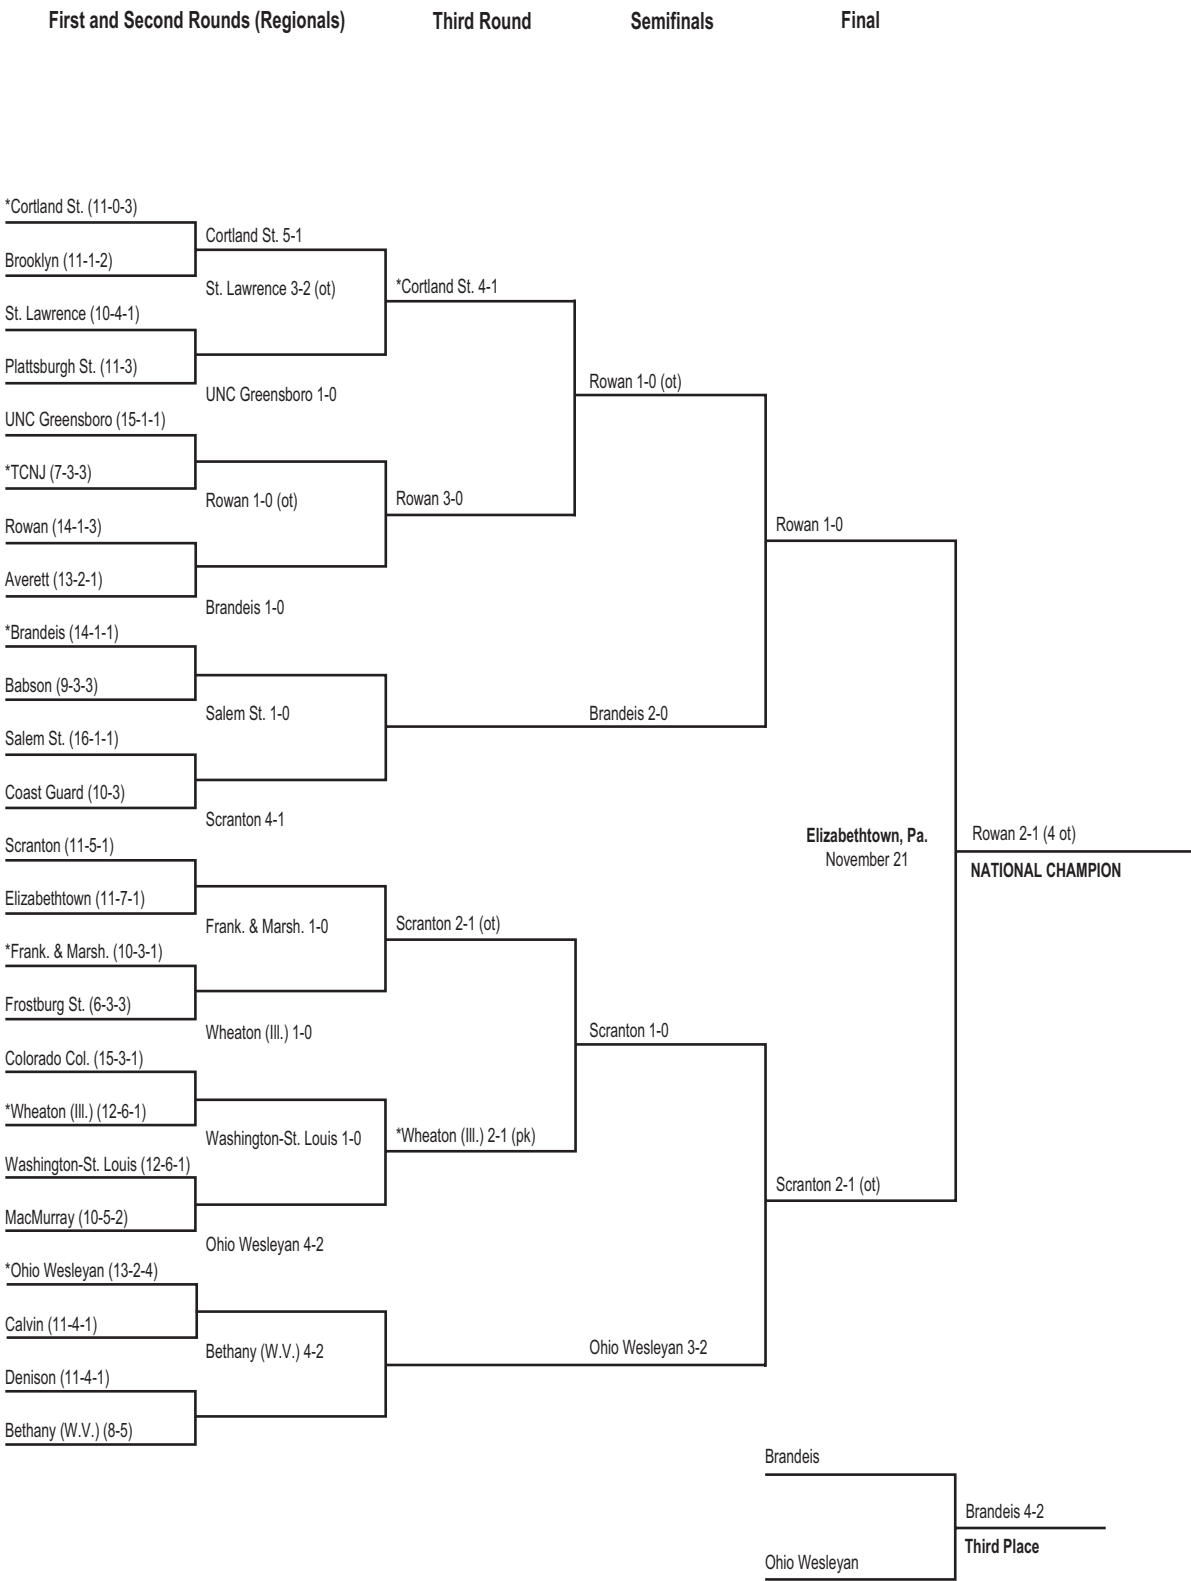 First and Second Rounds (Regionals)
Third Round
Semifinals
Final
*Cortland St. (11-0-3)
Brooklyn (11-1-2)
St. Lawrence (10-4-1)
Plattsburgh St. (11-3)
UNC Greensboro (15-1-1)
*TCNJ (7-3-3)
Rowan (14-1-3)
Averett (13-2-1)
*Brandeis (14-1-1)
Babson (9-3-3)
Salem St. (16-1-1)
Coast Guard (10-3)
Scranton (11-5-1)
Elizabethtown (11-7-1)
*Frank. & Marsh. (10-3-1)
Frostburg St. (6-3-3)
Colorado Col. (15-3-1)
*Wheaton (Ill.) (12-6-1)
Washington-St. Louis (12-6-1)
MacMurray (10-5-2)
*Ohio Wesleyan (13-2-4)
Calvin (11-4-1)
Denison (11-4-1)
Bethany (W.V.) (8-5)
Cortland St. 5-1
St. Lawrence 3-2 (ot)
UNC Greensboro 1-0
Rowan 1-0 (ot)
Brandeis 1-0
Salem St. 1-0
Scranton 4-1
Frank. & Marsh. 1-0
Wheaton (Ill.) 1-0
Washington-St. Louis 1-0
Ohio Wesleyan 4-2
Bethany (W.V.) 4-2
*Cortland St. 4-1
Rowan 3-0
Scranton 2-1 (ot)
*Wheaton (Ill.) 2-1 (pk)
Rowan 1-0 (ot)
Brandeis 2-0
Scranton 1-0
Ohio Wesleyan 3-2
Rowan 1-0
Scranton 2-1 (ot)
Elizabethtown, Pa.
November 21
Rowan 2-1 (4 ot)
NATIONAL CHAMPION
Brandeis
Ohio Wesleyan
Brandeis 4-2
Third Place